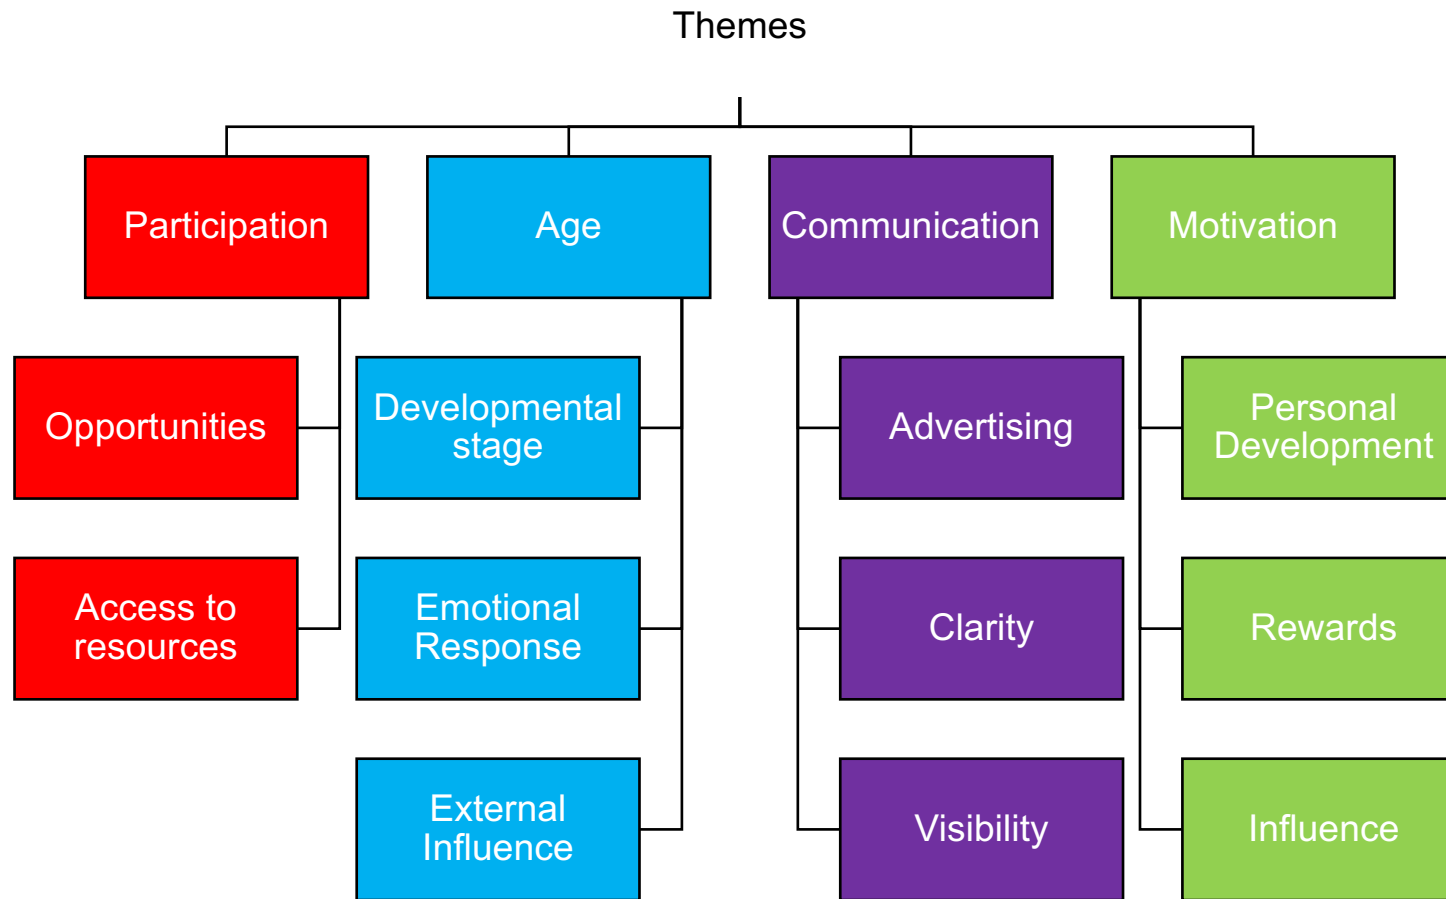 Themes
Participation
Age
Communication
Motivation
Opportunities
Developmental
stage
Advertising
Personal
Development
Access to
resources
Emotional
Response
Clarity
Rewards
External
Influence
Visibility
Influence